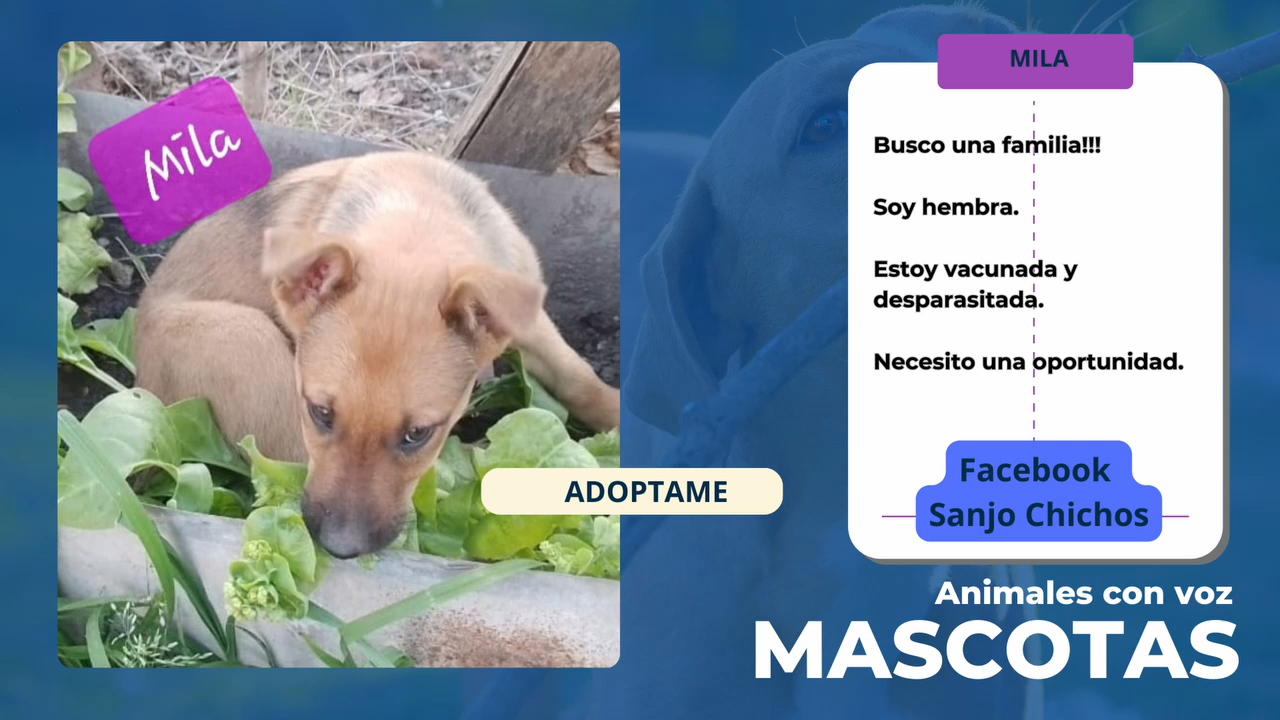 Mila
ADOPTAME
MILA
Busco una familia!!!
Soy hembra.
Estoy vacunada y
desparasitada.
Necesito una oportunidad.
Facebook
Sanjo Chichos
Animales con voz
MASCOTAS